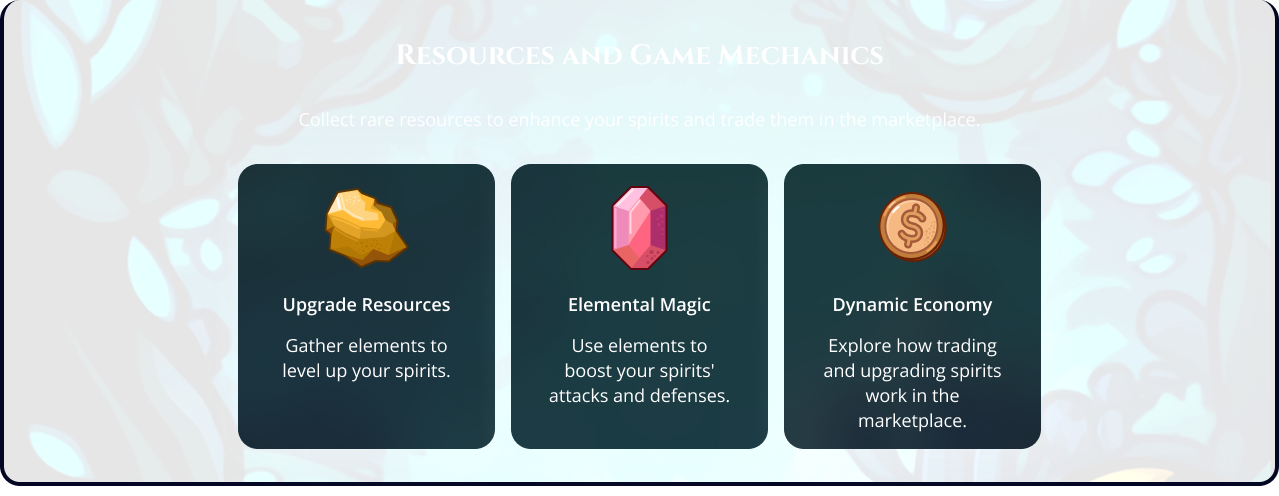 Resources and Game Mechanics
Collect rare resources to enhance your spirits and trade them in the marketplace.
Upgrade Resources
Gather elements to
level up your spirits.
Elemental Magic
Use elements to
boost your spirits'
attacks and defenses.
Dynamic Economy
Explore how trading
and upgrading spirits
work in the
marketplace.